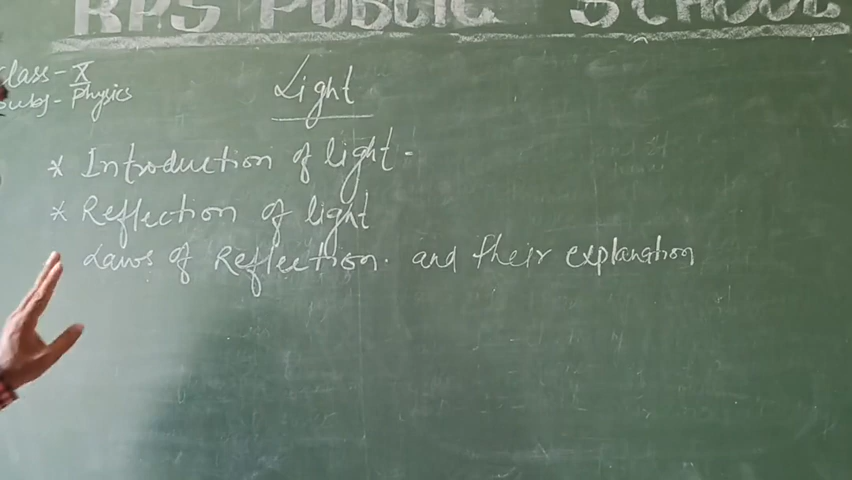 RPS PUBLIC SCHOOL
Class - X
Subj - Physics
Light
* Introduction of light -
* Reflection of light
Laws of Reflection. and their explanation